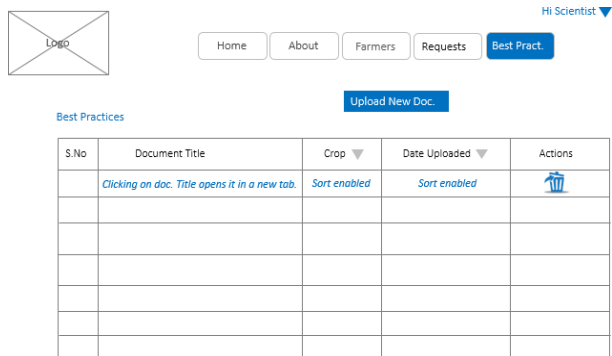 Hi Scientist
Logo
Home About Farmers Requests Best Pract.
Upload New Doc.
Best Practices
S.No Document Title Crop Date Uploaded Actions
Clicking on doc. Title opens it in a new tab. Sort enabled Sort enabled